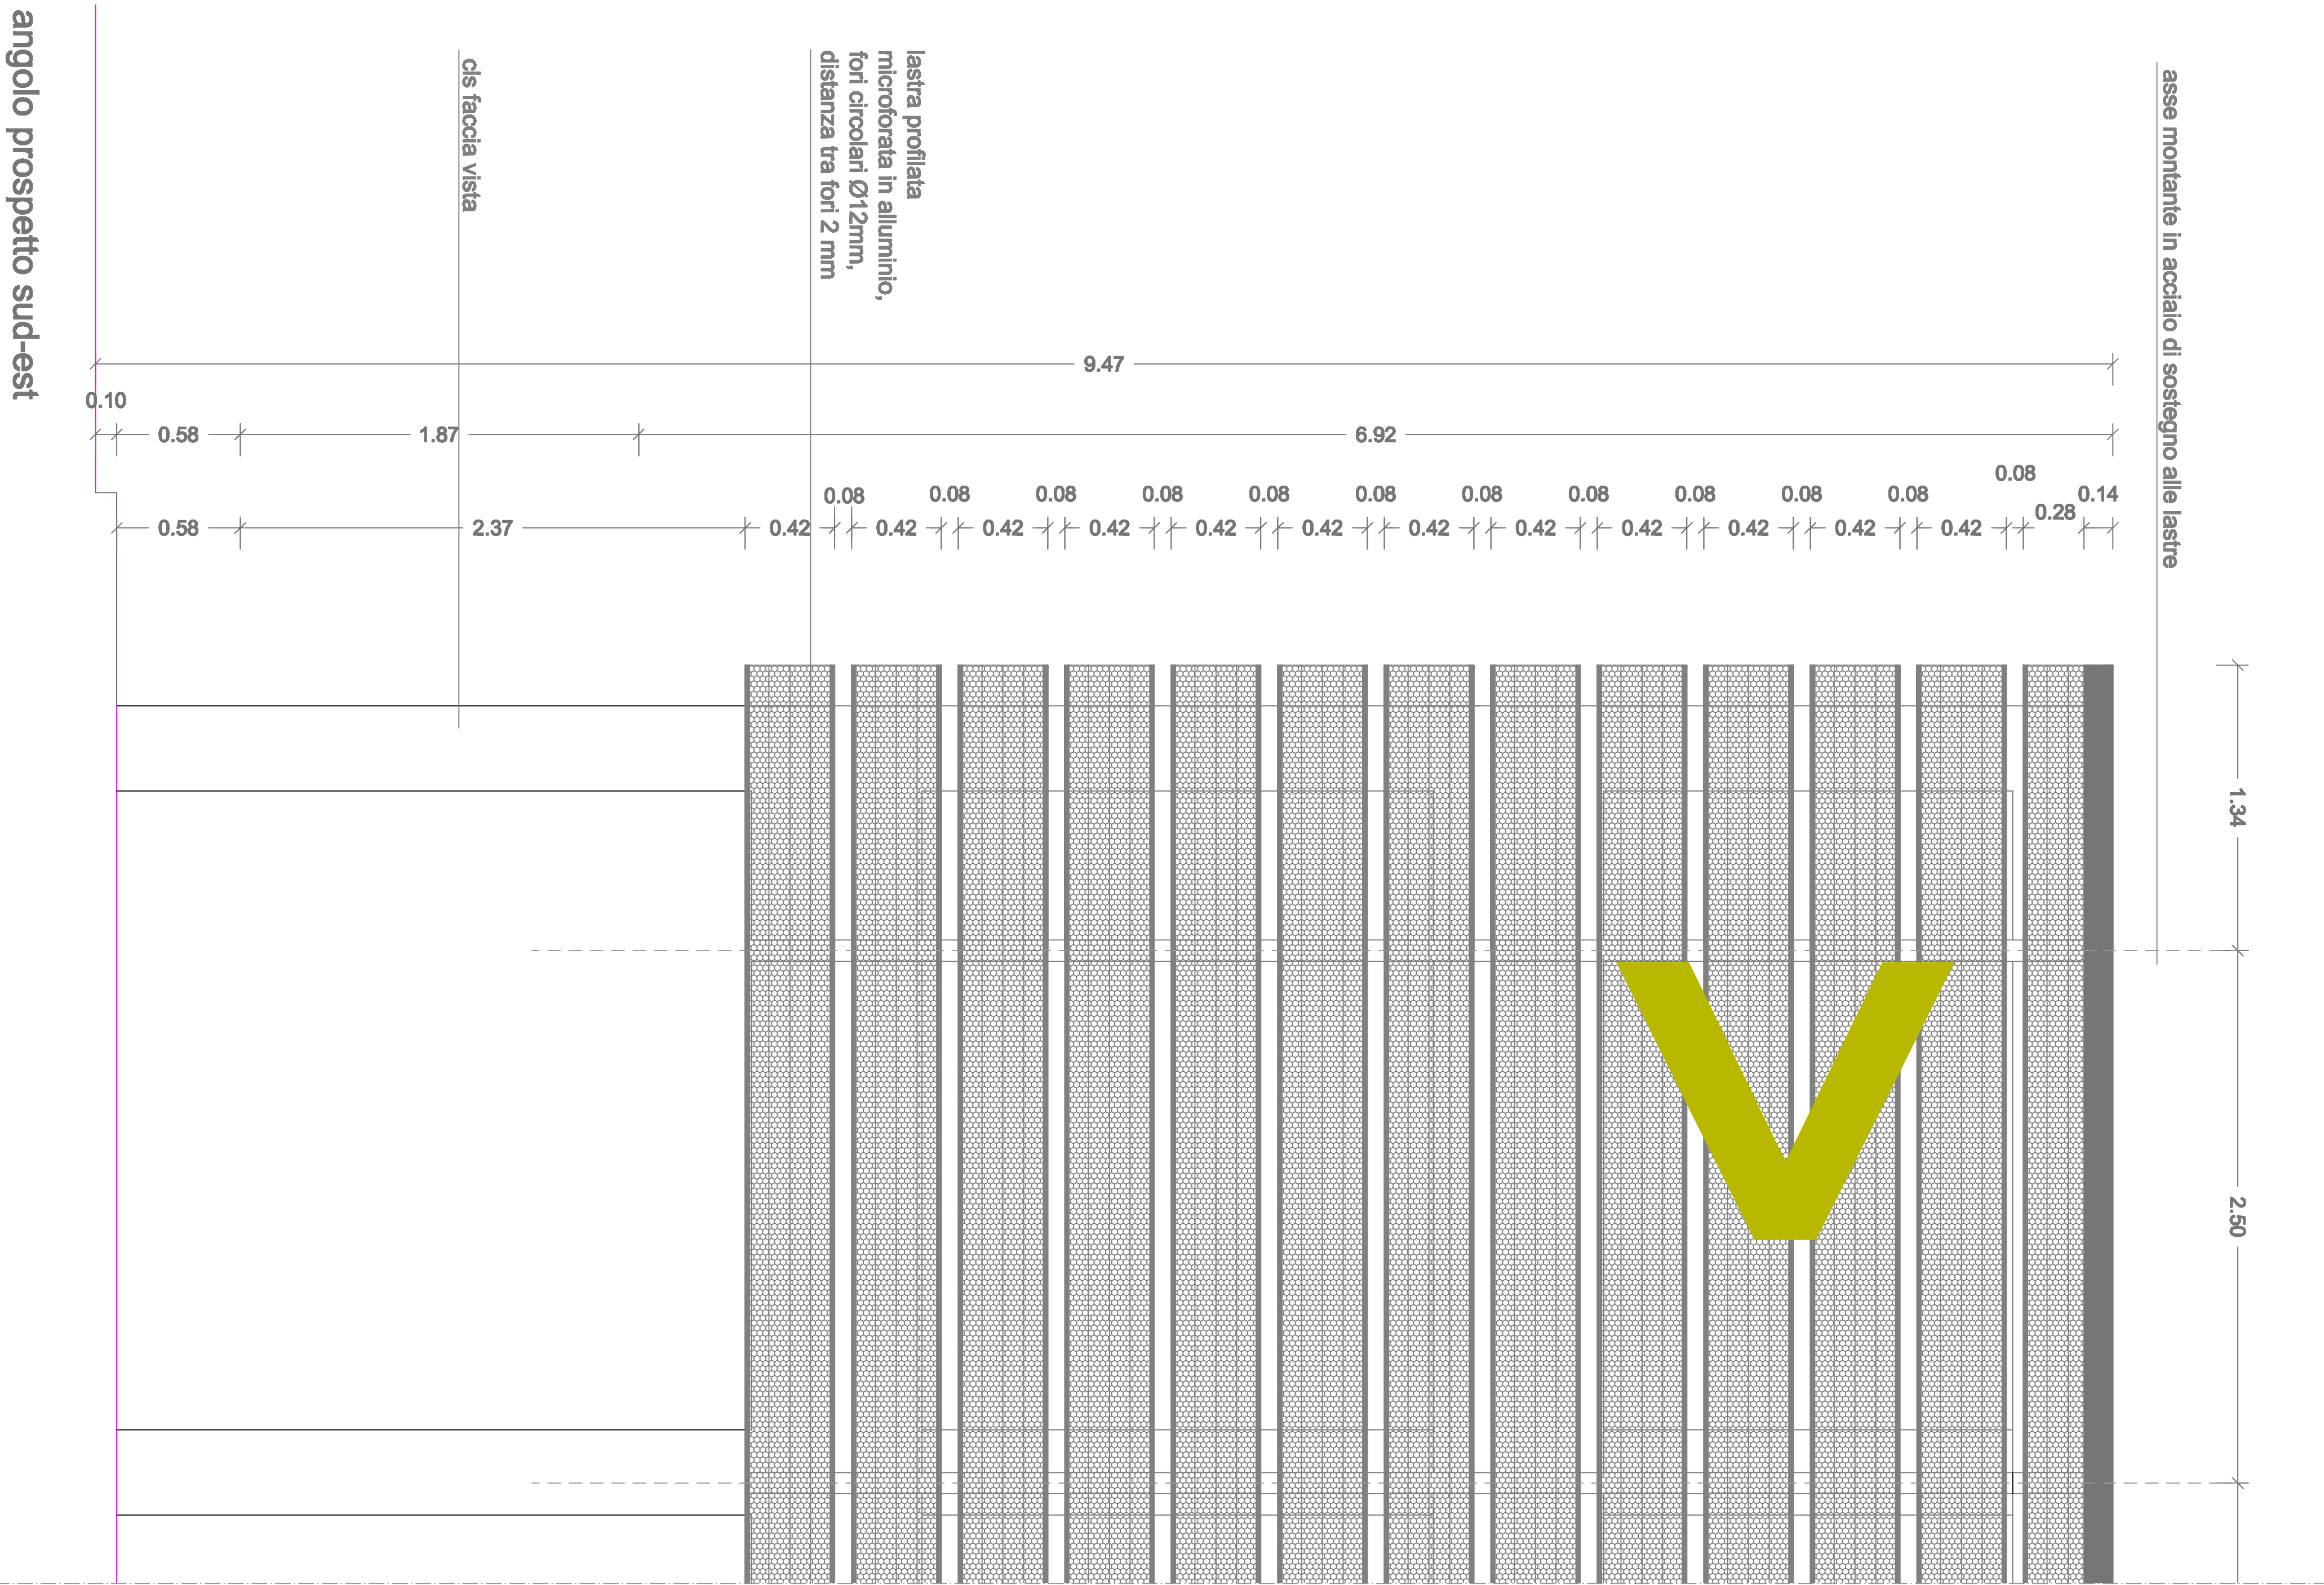 asse montante in acciaio di sostegno alle lastre
lastra profilata
microforata in alluminio,
fori circolari Ø12mm,
distanza tra fori 2 mm
cls faccia vista
angolo prospetto sud-est
9.47
0.10
0.58
1.87
6.92
0.08
0.08 0.08 0.08 0.08 0.08 0.08 0.08 0.08 0.08 0.08 0.08 0.14
0.28
0.58 2.37 0.42 0.42 0.42 0.42 0.42 0.42 0.42 0.42 0.42 0.42 0.42 0.42
1.34
2.50
V